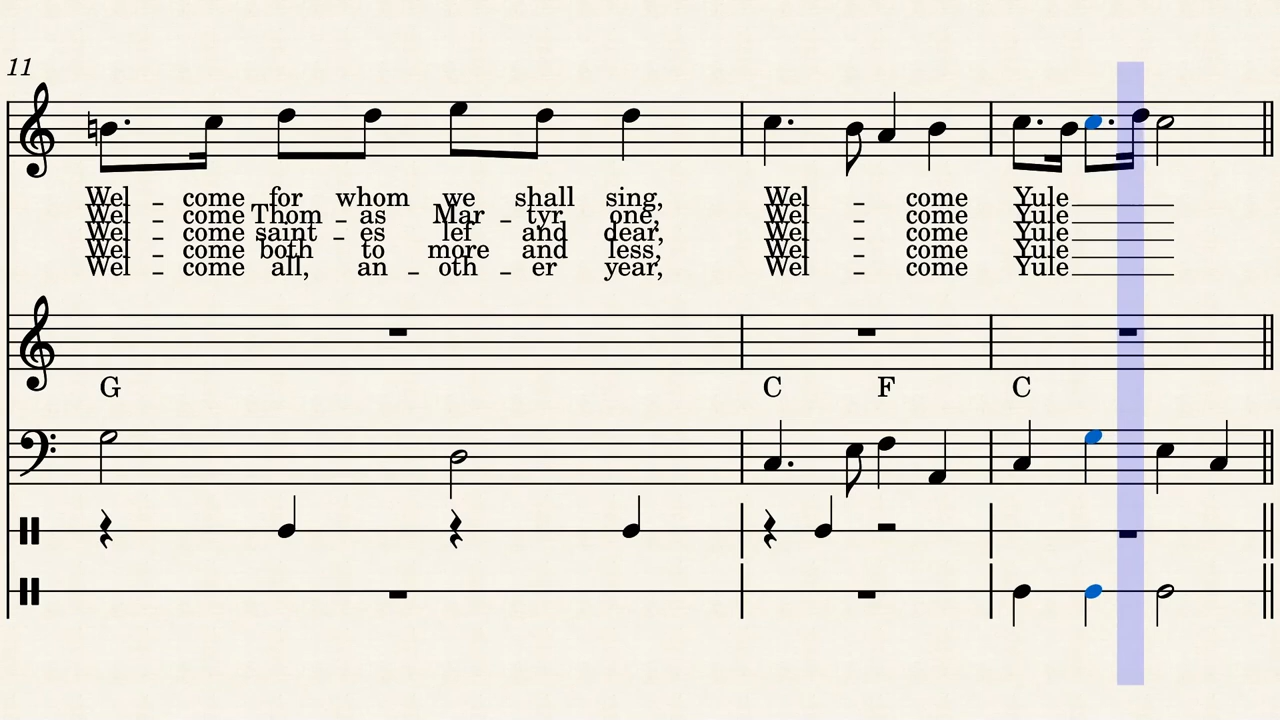 11
Wel - come for whom we shall sing, Wel - come Yule
Wel - come Thom - as Mar - tyr one, Wel - come Yule
Wel - come saint - es lef and dear, Wel - come Yule
Wel - come both to more and less, Wel - come Yule
Wel - come all, an - oth - er year, Wel - come Yule
G C F C